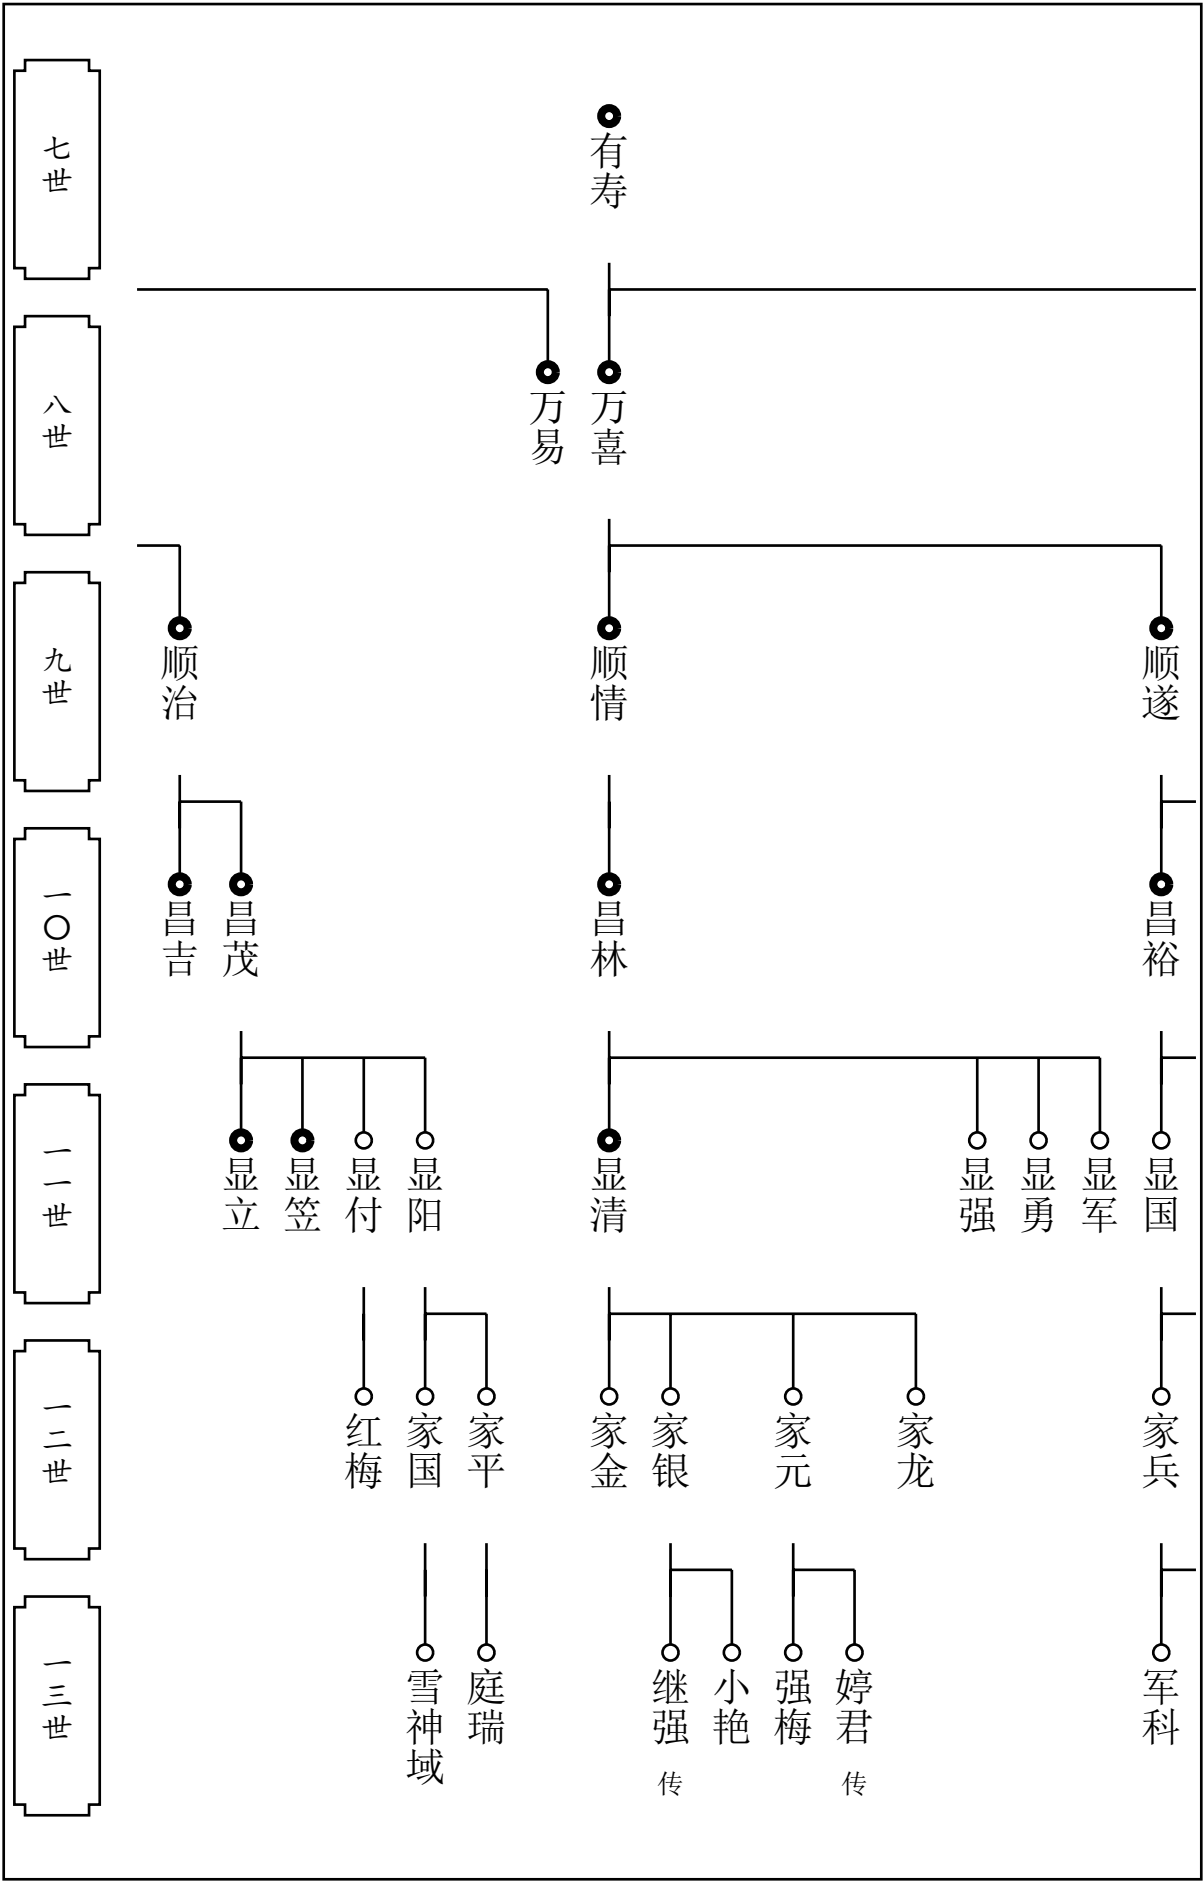 七世
有寿
八世
万易
万喜
九世
顺治
顺情
顺遂
一〇世
昌吉
昌茂
昌林
昌裕
一一世
显立
显笠
显付
显阳
显清
显强
显勇
显军
显国
一二世
红梅
家国
家平
家金
家银
家元
家龙
家兵
一三世
雪神域
庭瑞
继强 传
小艳
强梅
婷君 传
军科